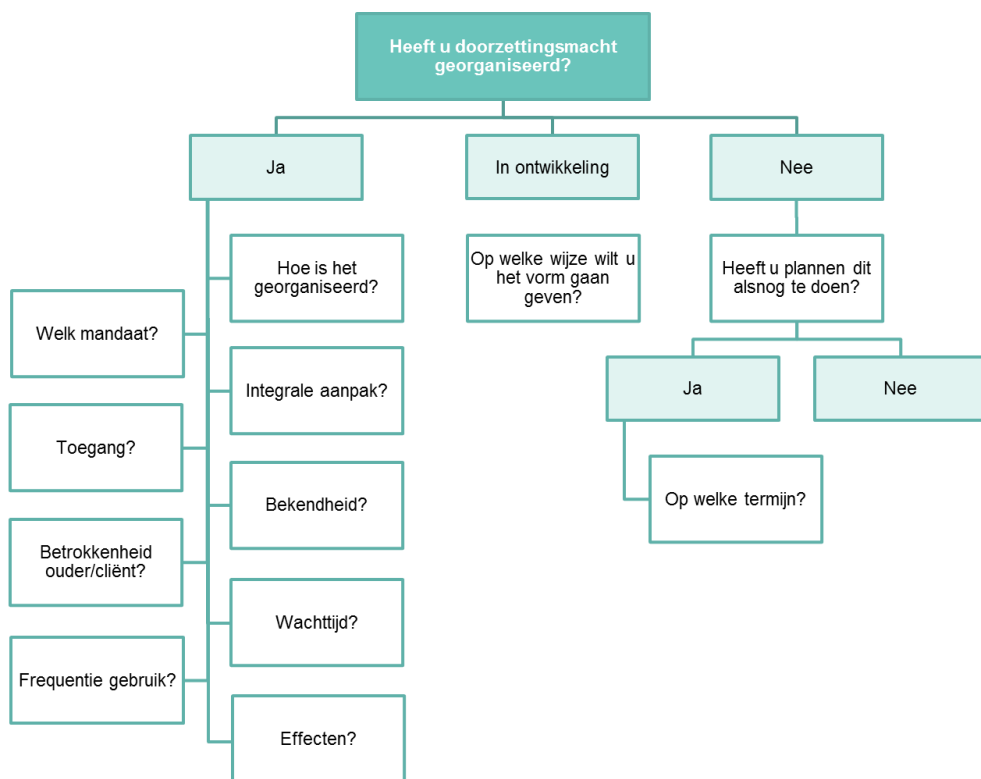 Heeft u doorzettingsmacht
georganiseerd?
Ja
In ontwikkeling
Nee
Hoe is het
georganiseerd?
Op welke wijze wilt u
het vorm gaan
geven?
Heeft u plannen dit
alsnog te doen?
Welk mandaat?
Integrale aanpak?
Ja
Nee
Toegang?
Bekendheid?
Op welke termijn?
Betrokkenheid
ouder/cliënt?
Wachttijd?
Frequentie gebruik?
Effecten?